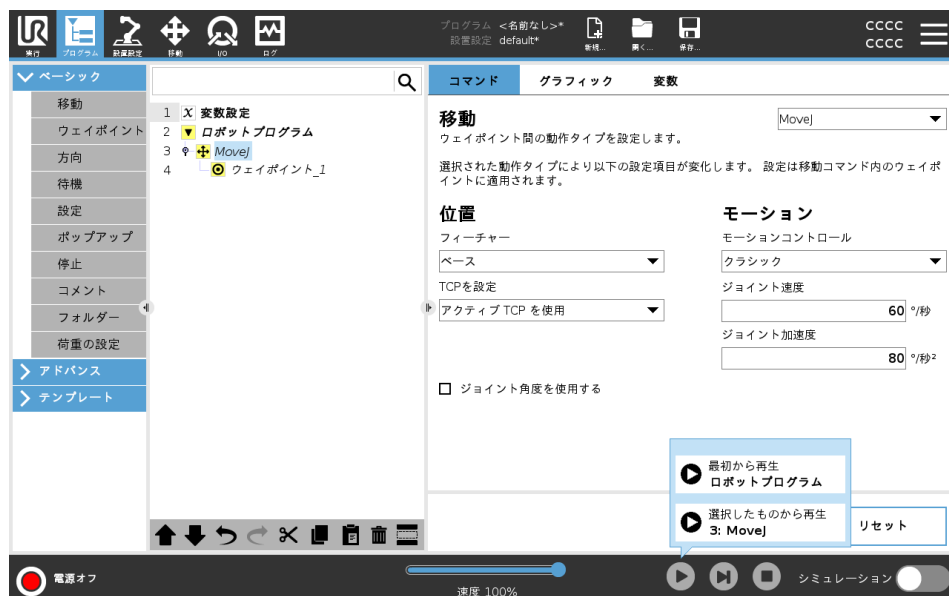 UR
実行
プログラム
設置設定
移動
I/O
ログ
プログラム <名前なし>*
設置設定 default*
新規...
開く...
保存...
CCCC
CCCC
ベーシック
移動
ウェイポイント
方向
待機
設定
ポップアップ
停止
コメント
フォルダー
荷重の設定
アドバンス
テンプレート
1 X 変数設定
2 ロボットプログラム
3 MoveJ
4 ウェイポイント_1
コマンド グラフィック 変数
移動
MoveJ
ウェイポイント間の動作タイプを設定します。
選択された動作タイプにより以下の設定項目が変化します。 設定は移動コマンド内のウェイポ
イントに適用されます。
位置
フィーチャー
ベース
TCPを設定
アクティブ TCP を使用
モーション
モーションコントロール
クラシック
ジョイント速度
60 °/秒
ジョイント加速度
80 °/秒²
ジョイント角度を使用する
最初から再生
ロボットプログラム
選択したものから再生
3: MoveJ
リセット
電源オフ
速度 100%
シミュレーション